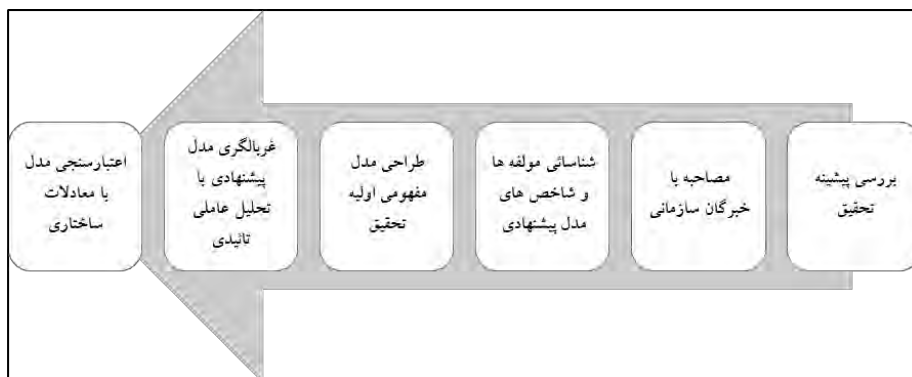 بررسی پیشینه
تحقیق
مصاحبه با
خبرگان سازمانی
شناسائی مولفه ها
و شاخص های
مدل پیشنهادی
طراحی مدل
مفهومی اولیه
تحقیق
غربالگری مدل
پیشنهادی با
تحلیل عاملی
تائیدی
اعتبارسنجی مدل
با معادلات
ساختاری